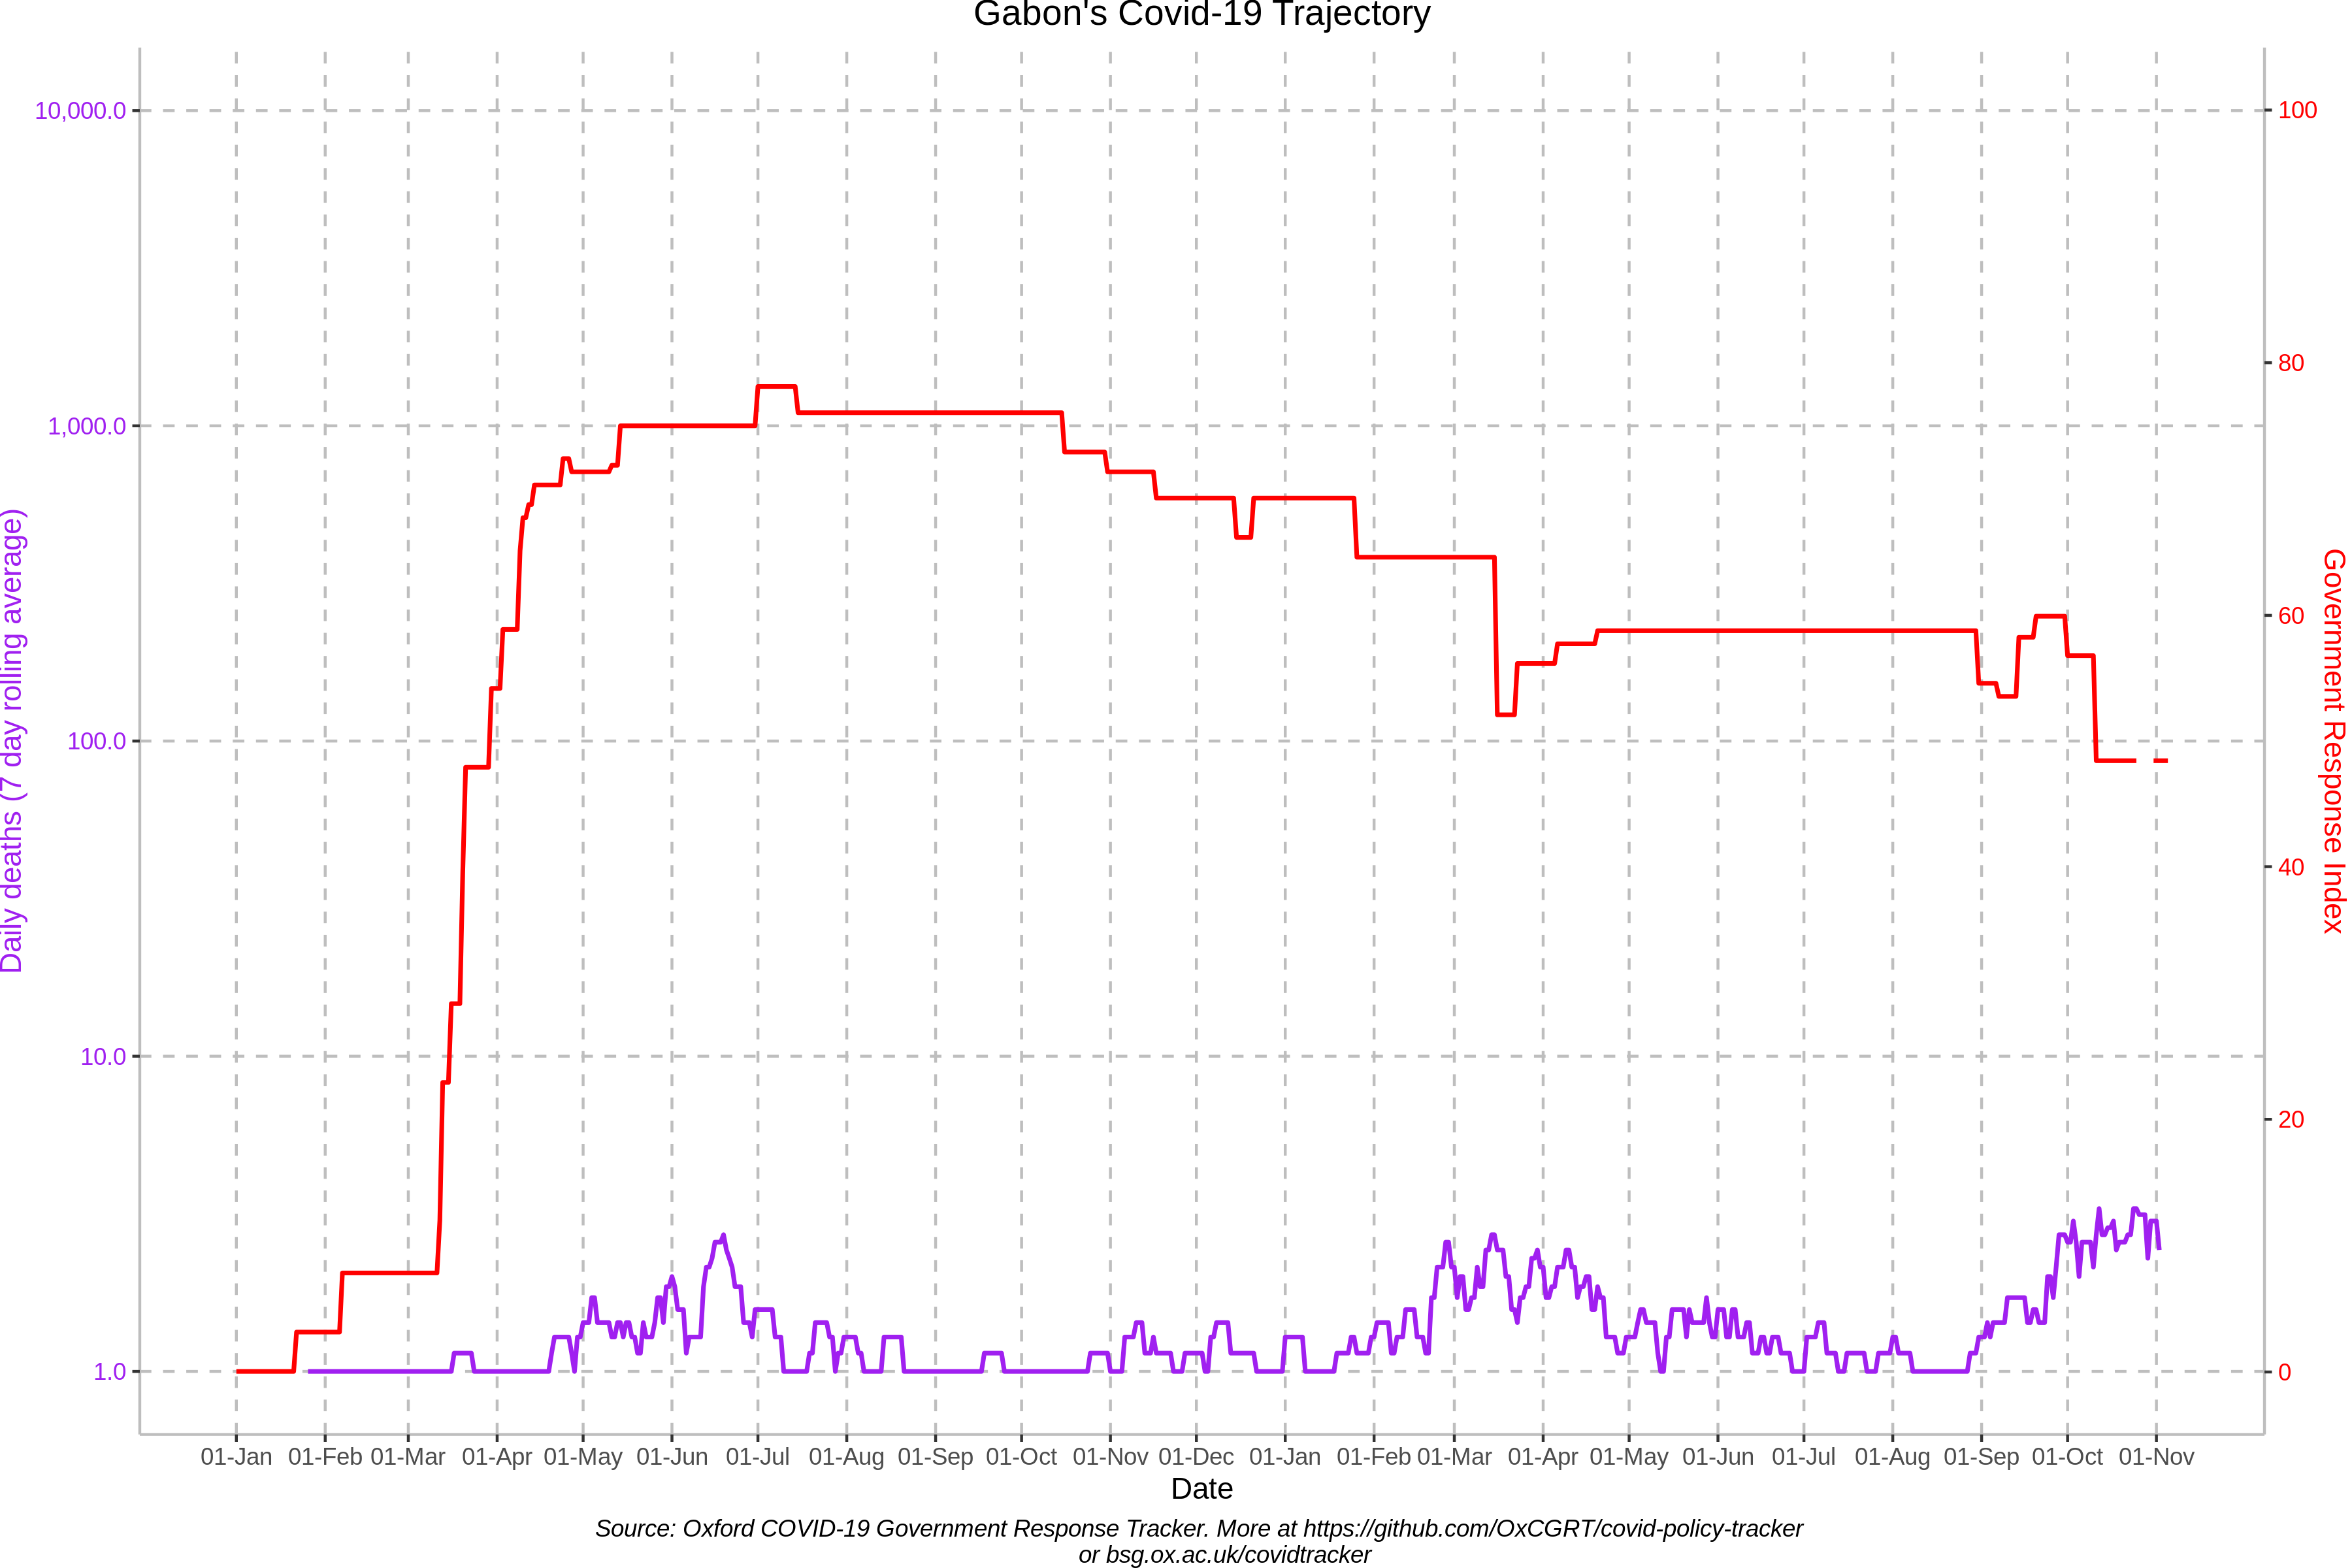 Gabon's Covid-19 Trajectory
10,000.0
1,000.0
100.0
10.0
1.0
Daily deaths (7 day rolling average)
100
80
60
40
20
0
Government Response Index
01-Jan 01-Feb 01-Mar 01-Apr 01-May 01-Jun 01-Jul 01-Aug 01-Sep 01-Oct 01-Nov 01-Dec 01-Jan 01-Feb 01-Mar 01-Apr 01-May 01-Jun 01-Jul 01-Aug 01-Sep 01-Oct 01-Nov
Date
Source: Oxford COVID-19 Government Response Tracker. More at https://github.com/OxCGRT/covid-policy-tracker
or bsg.ox.ac.uk/covidtracker